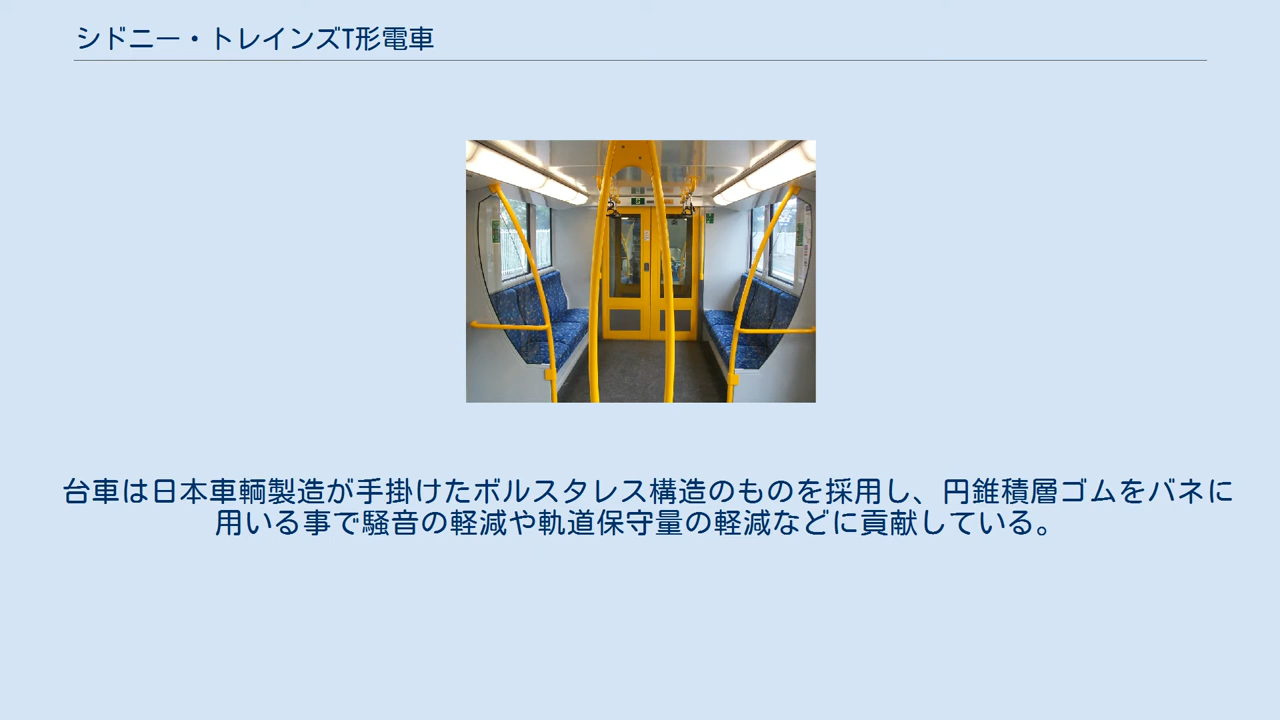 シドニー・トレインズT形電車
台車は日本車輌製造が手掛けたボルスタレス構造のものを採用し、円錐積層ゴムをバネに
用いる事で騒音の軽減や軌道保守量の軽減などに貢献している。